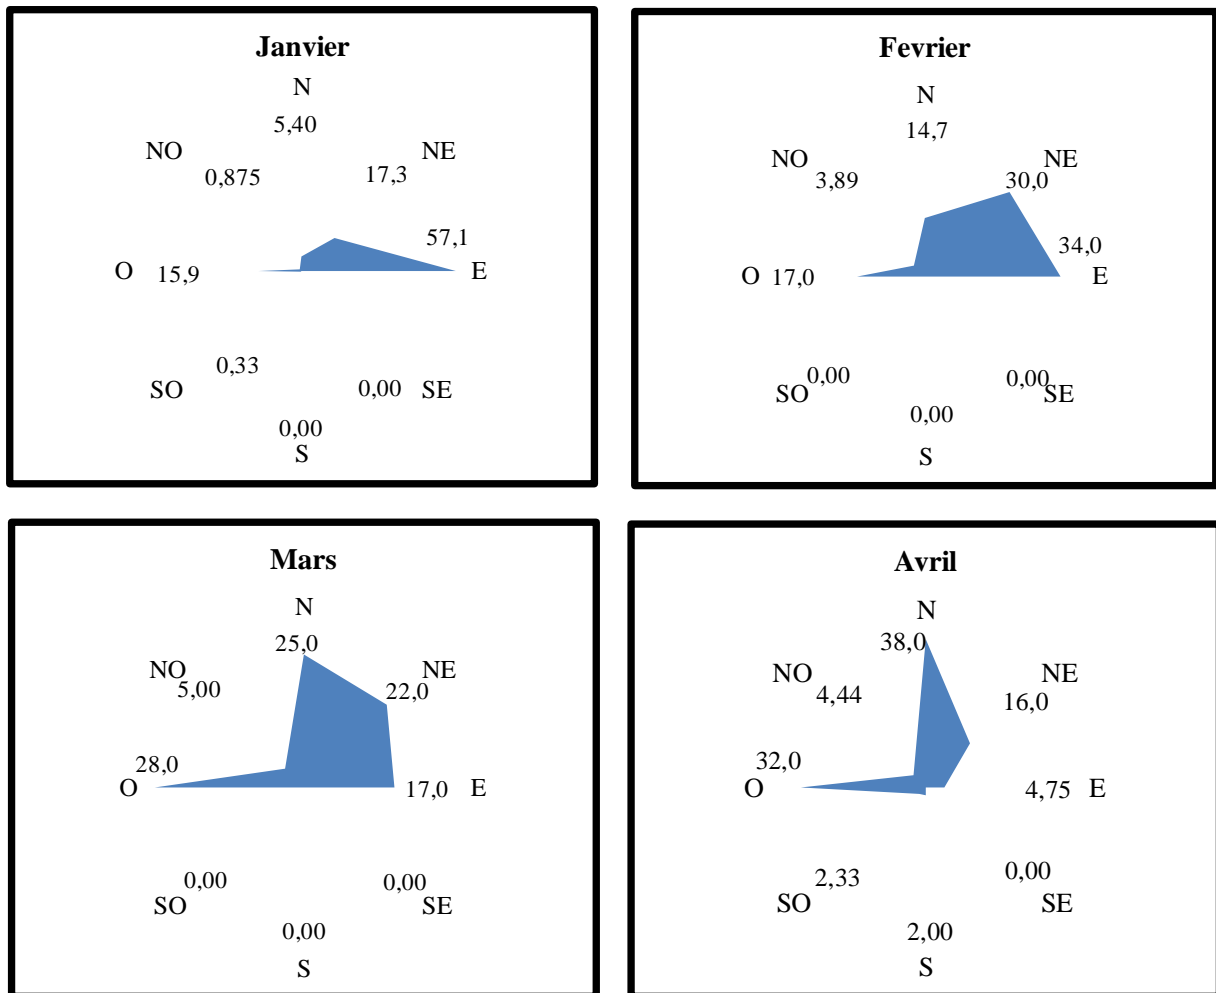 Janvier
N
5,40
NO
NE
0,875
17,3
57,1
O
15,9
E
0,33
SO
0,00
SE
0,00
S
Fevrier
N
14,7
NO
NE
3,89
30,0
34,0
O
17,0
E
0,00
SO
0,00
SE
0,00
S
Mars
N
25,0
NO
NE
5,00
22,0
28,0
O
17,0
E
0,00
0,00
SO
SE
0,00
S
Avril
N
38,0
NO
NE
4,44
16,0
32,0
O
4,75
E
2,33
0,00
SO
SE
2,00
S